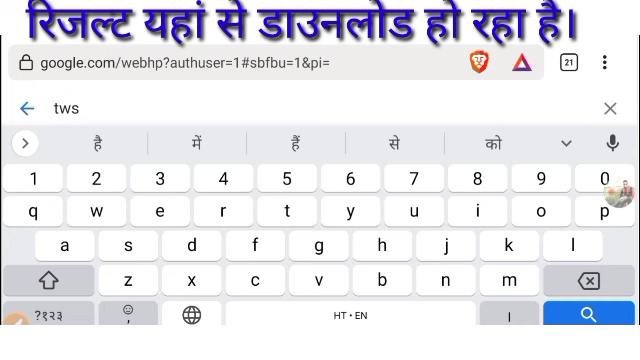 रिजल्ट यहां से डाउनलोड हो रहा है।
google.com/webhp?authuser=1#sbfbu=1&pi=
21
tws
है में हैं से को
1 2 3 4 5 6 7 8 9 0
q w e r t y u i o p
a s d f g h j k l
z x c v b n m
?१२३ , HT • EN ।